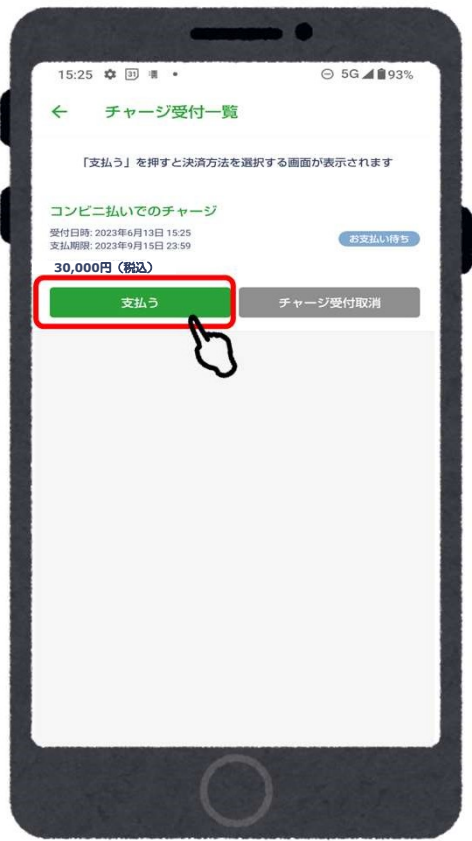 15:25
31
5G
93%
チャージ受付一覧
「支払う」を押すと決済方法を選択する画面が表示されます
コンビニ払いでのチャージ
受付日時: 2023年6月13日 15:25
お支払い待ち
支払期限: 2023年9月15日 23:59
30,000円（税込）
支払う
チャージ受付取消